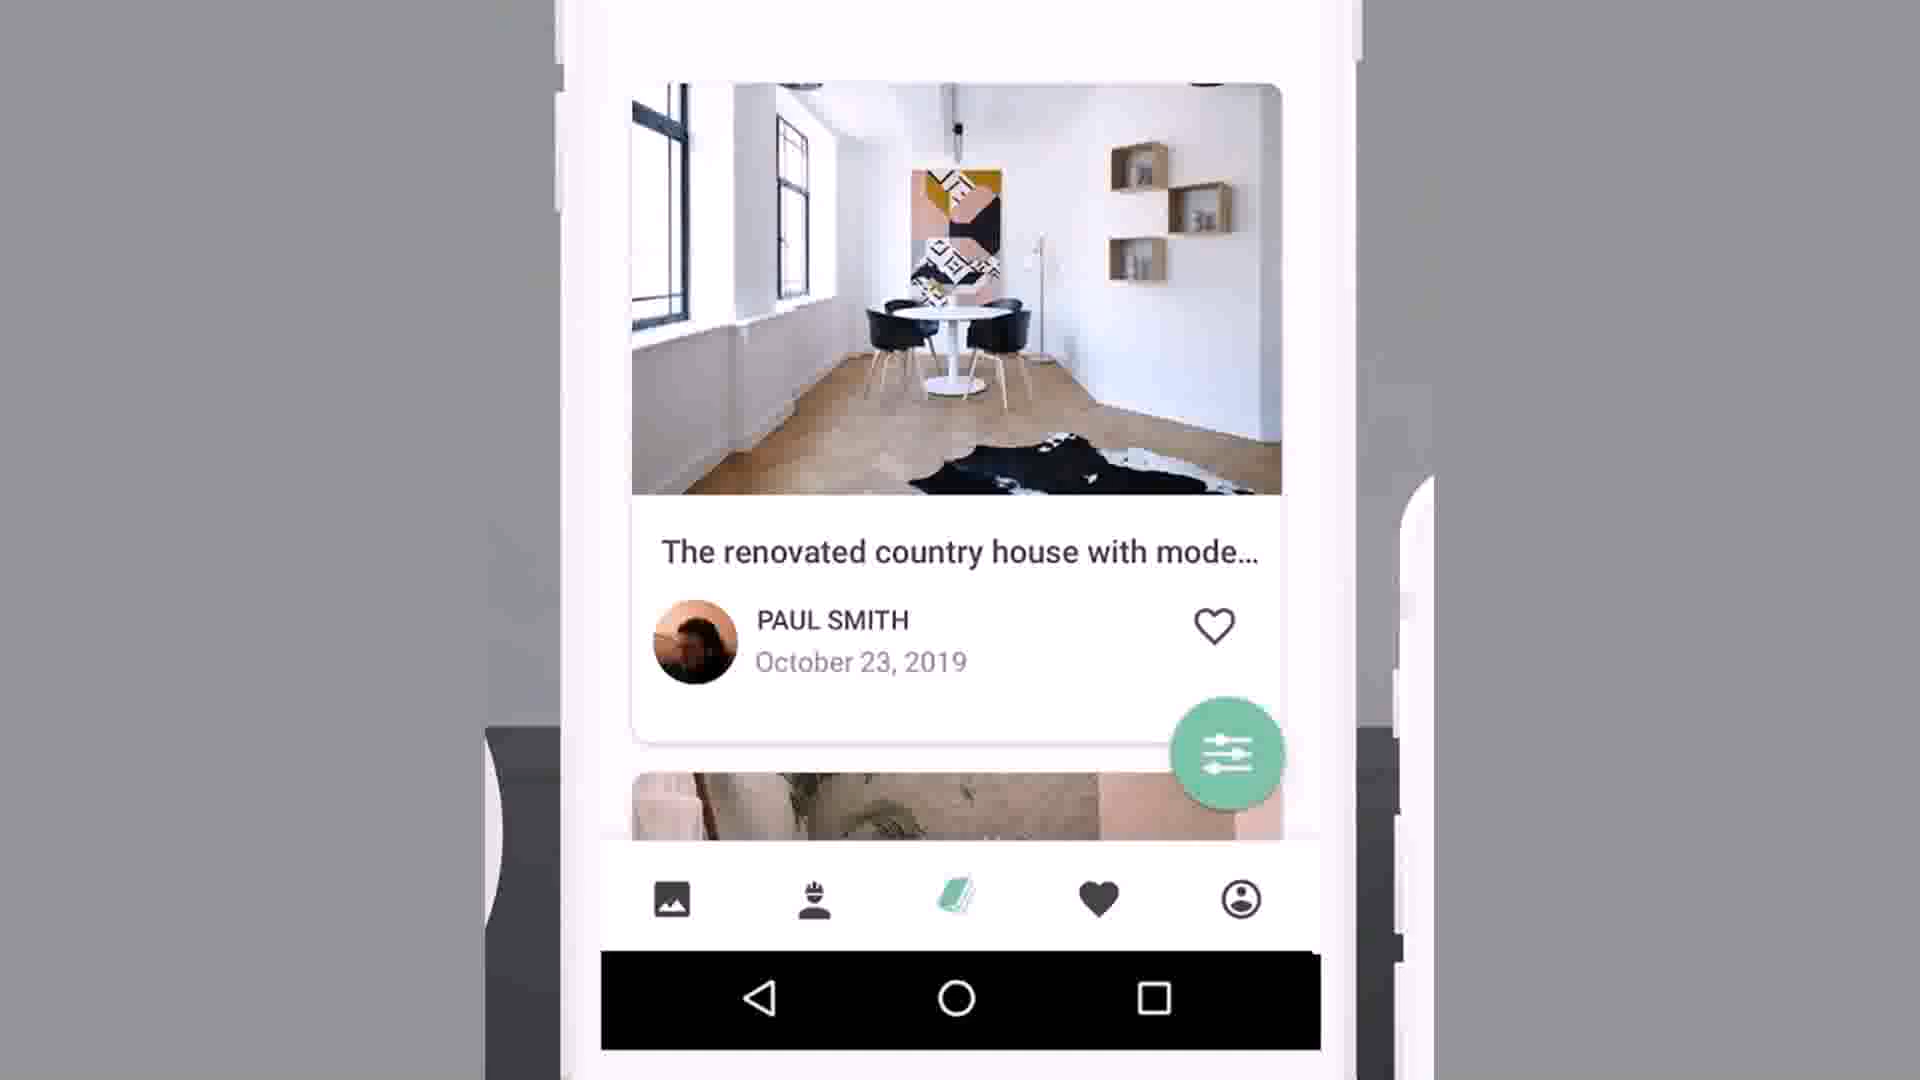 The renovated country house with mode...
PAUL SMITH
October 23, 2019